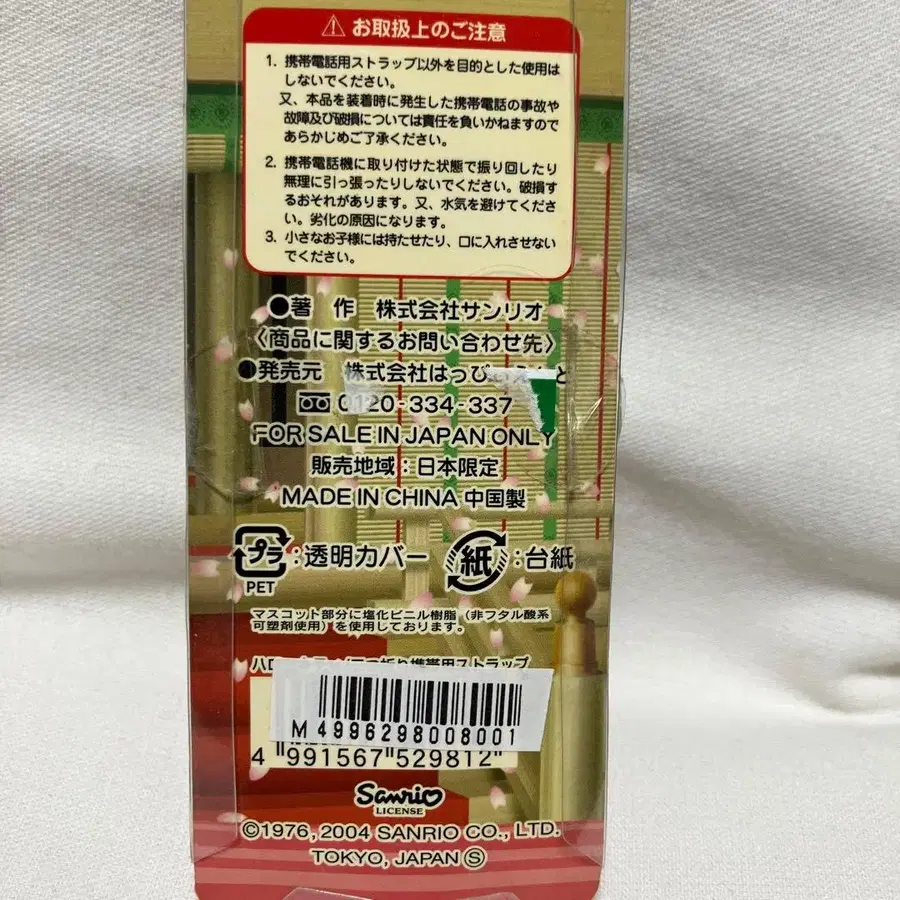 ⚠ お取扱上のご注意
1. 携帯電話用ストラップ以外を目的とした使用は
しないでください。
又、本品を装着時に発生した携帯電話の事故や
故障及び破損については責任を負いかねますので
あらかじめご了承ください。
2. 携帯電話機に取り付けた状態で振り回したり
無理に引っ張ったりしないでください。破損す
るおそれがあります。又、水気を避けてくださ
い。劣化の原因になります。
3. 小さなお子様には持たせたり、口に入れさせない
でください。
●著 作 株式会社サンリオ
〈商品に関するお問い合わせ先〉
●発売元 株式会社はっぴ
0120-334-337
FOR SALE IN JAPAN ONLY
販売地域:日本限定
MADE IN CHINA 中国製
プラ:透明カバー 紙:台紙
PET
マスコット部分に塩化ビニル樹脂(非フタル酸系
可塑剤使用)を使用しております。
折り携帯用ストラップ
M 4996298008001
4 991567 529812
Sanrio
LICENSE
©1976, 2004 SANRIO CO., LTD.
TOKYO, JAPAN Ⓢ